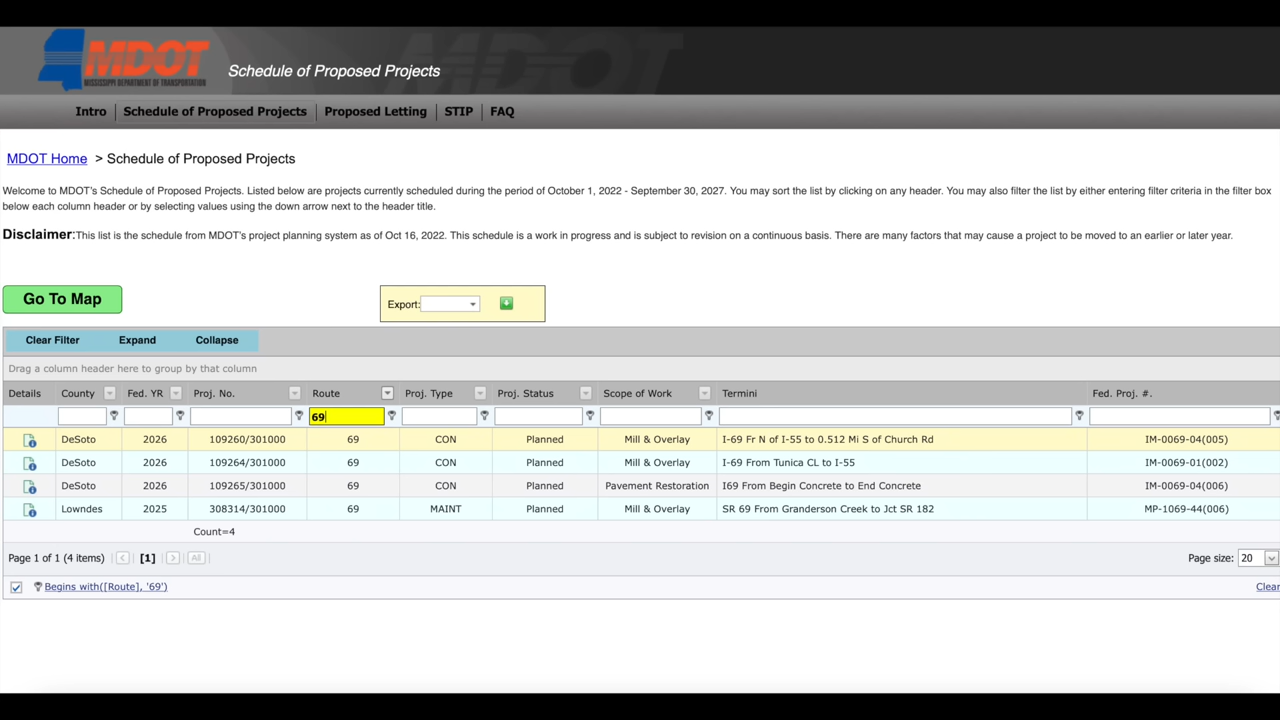 MDOT
MISSISSIPPI DEPARTMENT OF TRANSPORTATION
Schedule of Proposed Projects
Intro Schedule of Proposed Projects Proposed Letting STIP FAQ
MDOT Home > Schedule of Proposed Projects
Welcome to MDOT's Schedule of Proposed Projects. Listed below are projects currently scheduled during the period of October 1, 2022 - September 30, 2027. You may sort the list by clicking on any header. You may also filter the list by either entering filter criteria in the filter box
below each column header or by selecting values using the down arrow next to the header title.
Disclaimer:This list is the schedule from MDOT's project planning system as of Oct 16, 2022. This schedule is a work in progress and is subject to revision on a continuous basis. There are many factors that may cause a project to be moved to an earlier or later year.
Go To Map
Export:
Clear Filter Expand Collapse
Drag a column header here to group by that column
Details County Fed. YR Proj. No. Route Proj. Type Proj. Status Scope of Work Termini Fed. Proj. #.
69
DeSoto 2026 109260/301000 69 CON Planned Mill & Overlay I-69 Fr N of I-55 to 0.512 Mi S of Church Rd IM-0069-04(005)
DeSoto 2026 109264/301000 69 CON Planned Mill & Overlay I-69 From Tunica CL to I-55 IM-0069-01(002)
DeSoto 2026 109265/301000 69 CON Planned Pavement Restoration I69 From Begin Concrete to End Concrete IM-0069-04(006)
Lowndes 2025 308314/301000 69 MAINT Planned Mill & Overlay SR 69 From Granderson Creek to Jct SR 182 MP-1069-44(006)
Count=4
Page 1 of 1 (4 items) [1] All Page size: 20
Begins with([Route], '69') Clear